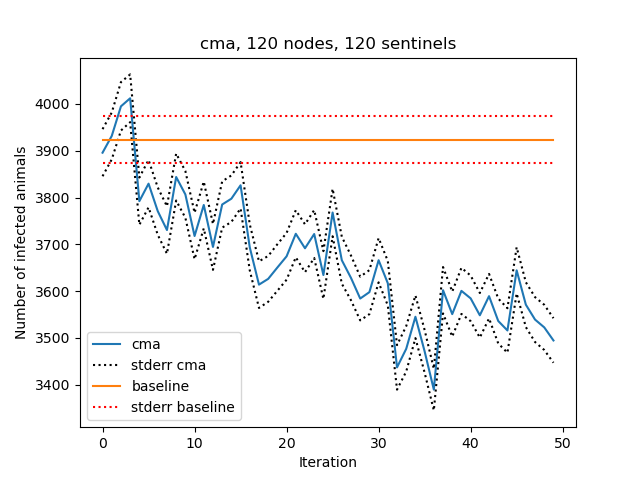 cma, 120 nodes, 120 sentinels
4000
3900
3800
3700
3600
3500
3400
Number of infected animals
cma
stderr cma
baseline
stderr baseline
0 10 20 30 40 50
Iteration